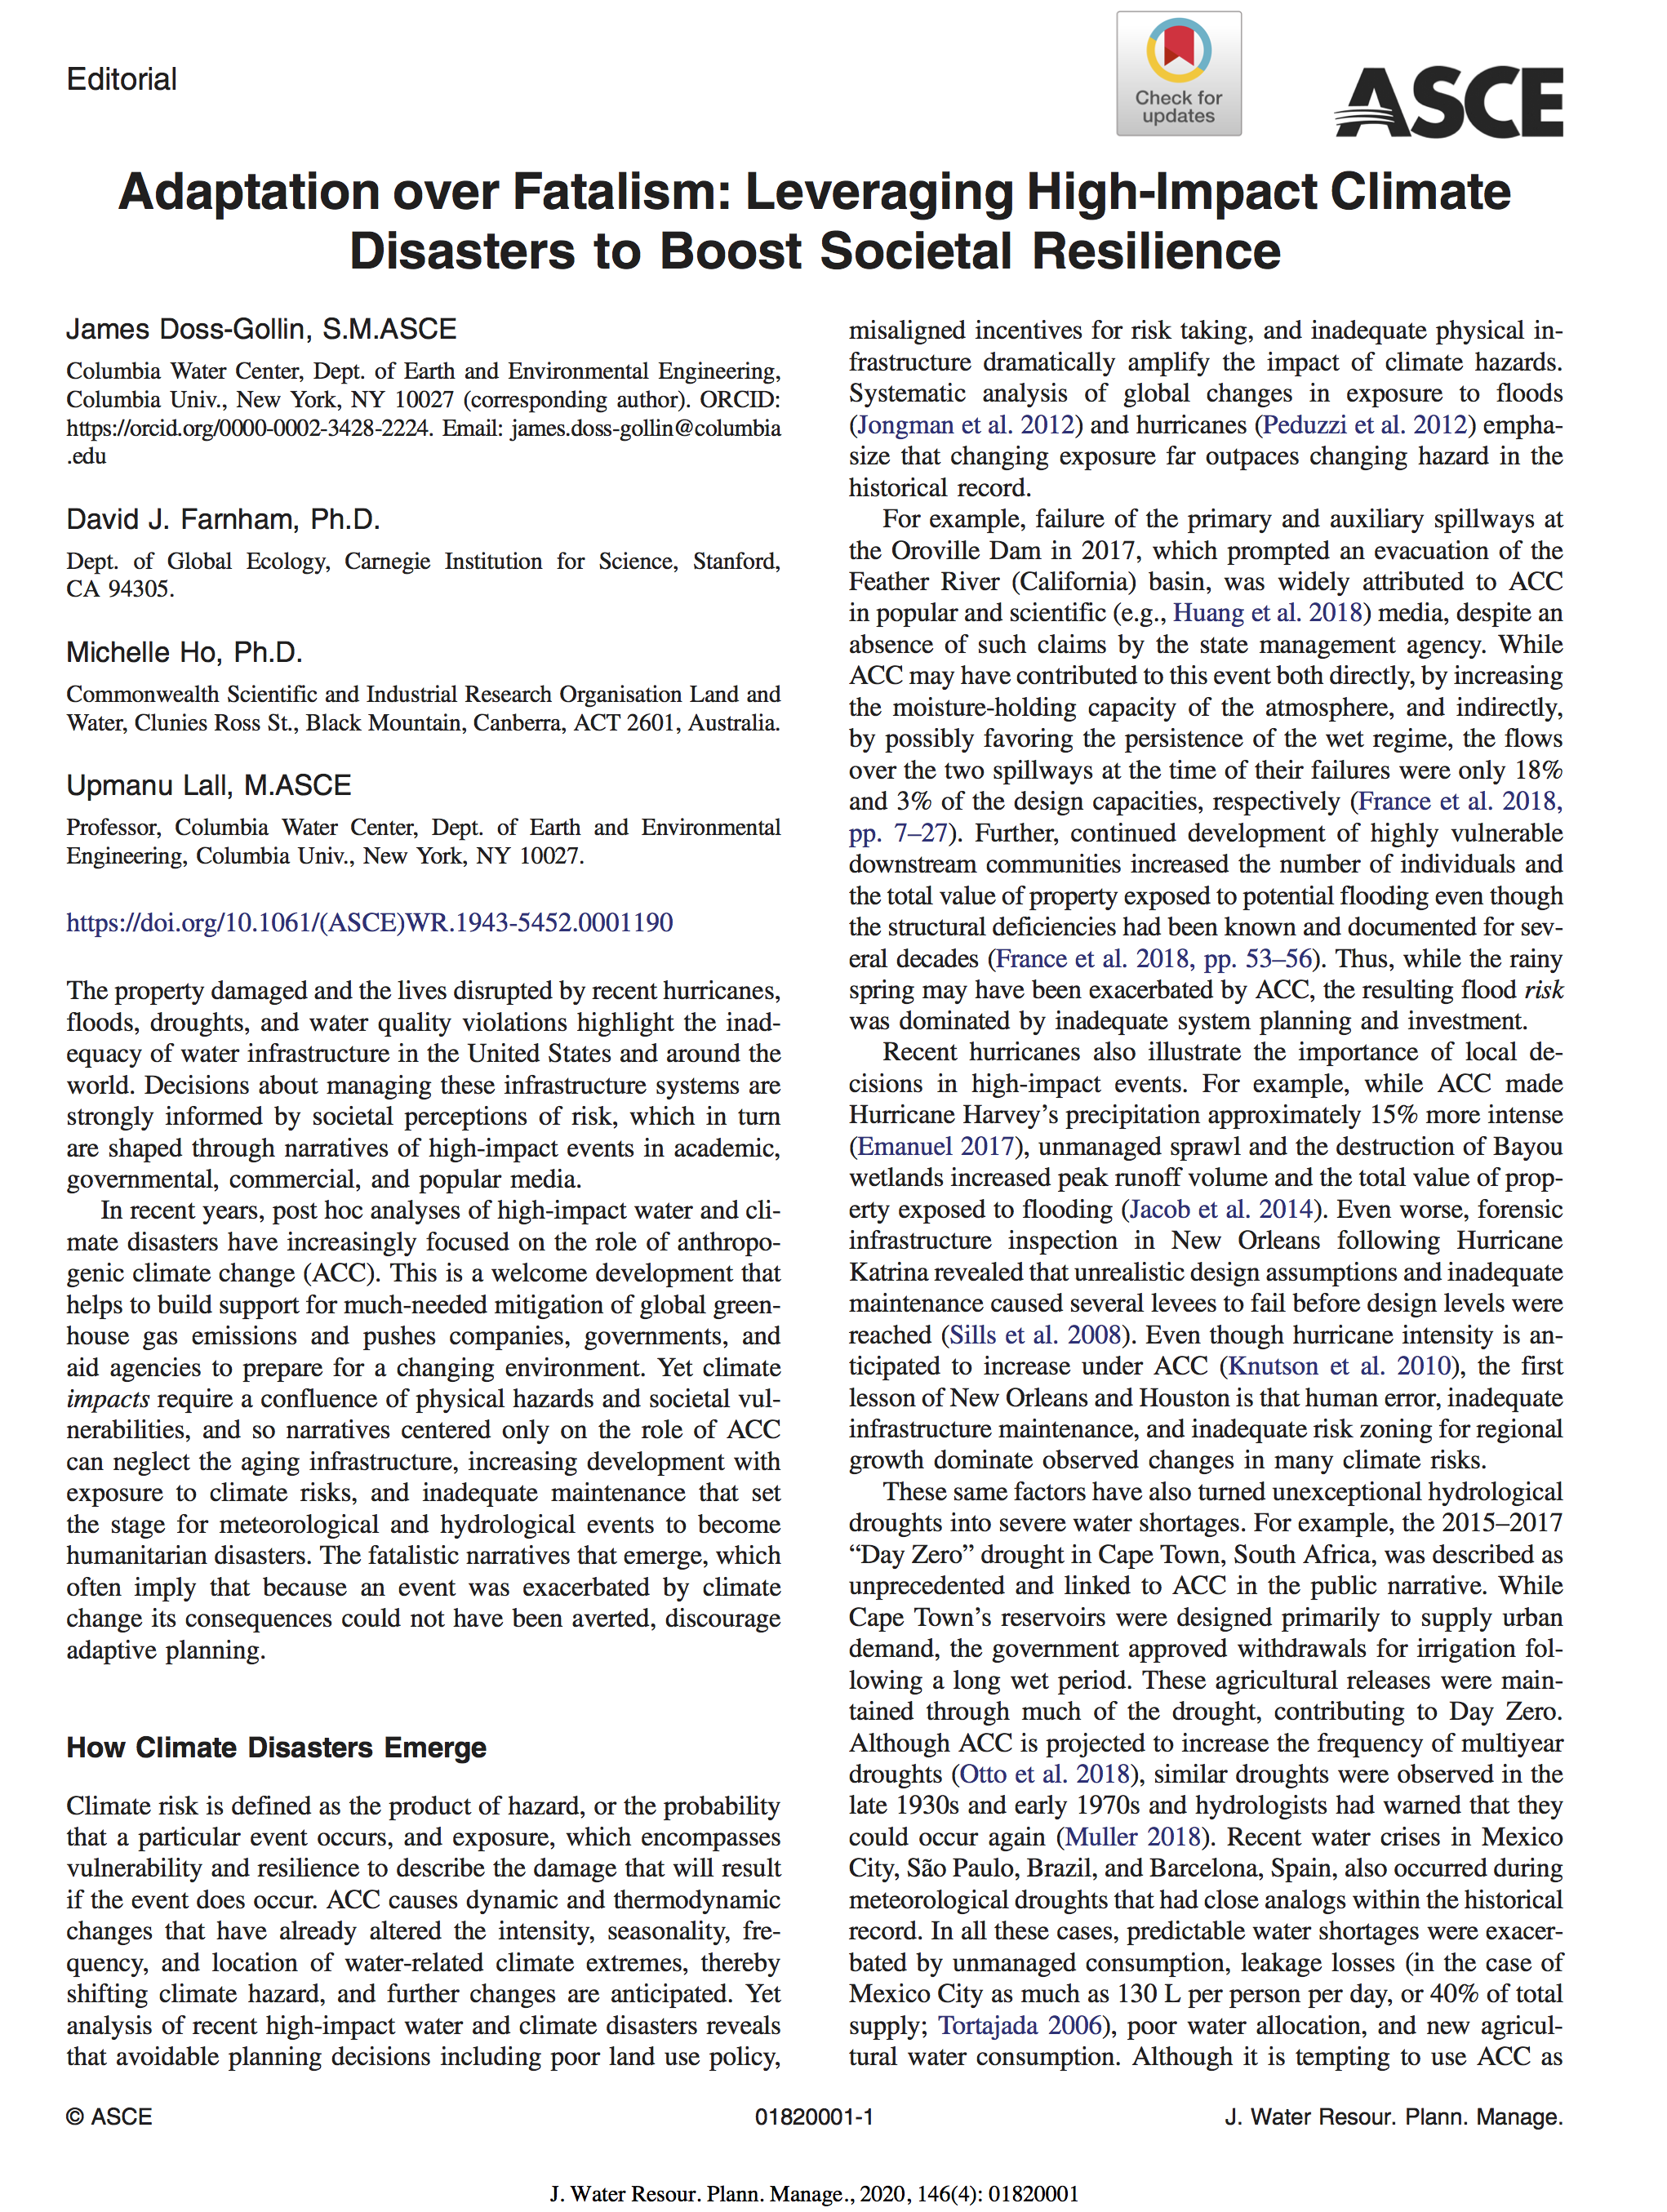 Editorial
Check for
updates
ASCE
Adaptation over Fatalism: Leveraging High-Impact Climate
Disasters to Boost Societal Resilience
James Doss-Gollin, S.M.ASCE
Columbia Water Center, Dept. of Earth and Environmental Engineering,
Columbia Univ., New York, NY 10027 (corresponding author). ORCID:
https://orcid.org/0000-0002-3428-2224. Email: james.doss-gollin@columbia
.edu
David J. Farnham, Ph.D.
Dept. of Global Ecology, Carnegie Institution for Science, Stanford,
CA 94305.
Michelle Ho, Ph.D.
Commonwealth Scientific and Industrial Research Organisation Land and
Water, Clunies Ross St., Black Mountain, Canberra, ACT 2601, Australia.
Upmanu Lall, M.ASCE
Professor, Columbia Water Center, Dept. of Earth and Environmental
Engineering, Columbia Univ., New York, NY 10027.
https://doi.org/10.1061/(ASCE)WR.1943-5452.0001190
The property damaged and the lives disrupted by recent hurricanes,
floods, droughts, and water quality violations highlight the inad-
equacy of water infrastructure in the United States and around the
world. Decisions about managing these infrastructure systems are
strongly informed by societal perceptions of risk, which in turn
are shaped through narratives of high-impact events in academic,
governmental, commercial, and popular media.
In recent years, post hoc analyses of high-impact water and cli-
mate disasters have increasingly focused on the role of anthropo-
genic climate change (ACC). This is a welcome development that
helps to build support for much-needed mitigation of global green-
house gas emissions and pushes companies, governments, and
aid agencies to prepare for a changing environment. Yet climate
impacts require a confluence of physical hazards and societal vul-
nerabilities, and so narratives centered only on the role of ACC
can neglect the aging infrastructure, increasing development with
exposure to climate risks, and inadequate maintenance that set
the stage for meteorological and hydrological events to become
humanitarian disasters. The fatalistic narratives that emerge, which
often imply that because an event was exacerbated by climate
change its consequences could not have been averted, discourage
adaptive planning.
How Climate Disasters Emerge
Climate risk is defined as the product of hazard, or the probability
that a particular event occurs, and exposure, which encompasses
vulnerability and resilience to describe the damage that will result
if the event does occur. ACC causes dynamic and thermodynamic
changes that have already altered the intensity, seasonality, fre-
quency, and location of water-related climate extremes, thereby
shifting climate hazard, and further changes are anticipated. Yet
analysis of recent high-impact water and climate disasters reveals
that avoidable planning decisions including poor land use policy,
misaligned incentives for risk taking, and inadequate physical in-
frastructure dramatically amplify the impact of climate hazards.
Systematic analysis of global changes in exposure to floods
(Jongman et al. 2012) and hurricanes (Peduzzi et al. 2012) empha-
size that changing exposure far outpaces changing hazard in the
historical record.
For example, failure of the primary and auxiliary spillways at
the Oroville Dam in 2017, which prompted an evacuation of the
Feather River (California) basin, was widely attributed to ACC
in popular and scientific (e.g., Huang et al. 2018) media, despite an
absence of such claims by the state management agency. While
ACC may have contributed to this event both directly, by increasing
the moisture-holding capacity of the atmosphere, and indirectly,
by possibly favoring the persistence of the wet regime, the flows
over the two spillways at the time of their failures were only 18%
and 3% of the design capacities, respectively (France et al. 2018,
pp. 7–27). Further, continued development of highly vulnerable
downstream communities increased the number of individuals and
the total value of property exposed to potential flooding even though
the structural deficiencies had been known and documented for sev-
eral decades (France et al. 2018, pp. 53–56). Thus, while the rainy
spring may have been exacerbated by ACC, the resulting flood risk
was dominated by inadequate system planning and investment.
Recent hurricanes also illustrate the importance of local de-
cisions in high-impact events. For example, while ACC made
Hurricane Harvey's precipitation approximately 15% more intense
(Emanuel 2017), unmanaged sprawl and the destruction of Bayou
wetlands increased peak runoff volume and the total value of prop-
erty exposed to flooding (Jacob et al. 2014). Even worse, forensic
infrastructure inspection in New Orleans following Hurricane
Katrina revealed that unrealistic design assumptions and inadequate
maintenance caused several levees to fail before design levels were
reached (Sills et al. 2008). Even though hurricane intensity is an-
ticipated to increase under ACC (Knutson et al. 2010), the first
lesson of New Orleans and Houston is that human error, inadequate
infrastructure maintenance, and inadequate risk zoning for regional
growth dominate observed changes in many climate risks.
These same factors have also turned unexceptional hydrological
droughts into severe water shortages. For example, the 2015–2017
“Day Zero” drought in Cape Town, South Africa, was described as
unprecedented and linked to ACC in the public narrative. While
Cape Town's reservoirs were designed primarily to supply urban
demand, the government approved withdrawals for irrigation fol-
lowing a long wet period. These agricultural releases were main-
tained through much of the drought, contributing to Day Zero.
Although ACC is projected to increase the frequency of multiyear
droughts (Otto et al. 2018), similar droughts were observed in the
late 1930s and early 1970s and hydrologists had warned that they
could occur again (Muller 2018). Recent water crises in Mexico
City, São Paulo, Brazil, and Barcelona, Spain, also occurred during
meteorological droughts that had close analogs within the historical
record. In all these cases, predictable water shortages were exacer-
bated by unmanaged consumption, leakage losses (in the case of
Mexico City as much as 130 L per person per day, or 40% of total
supply; Tortajada 2006), poor water allocation, and new agricul-
tural water consumption. Although it is tempting to use ACC as
© ASCE
01820001-1
J. Water Resour. Plann. Manage.
J. Water Resour. Plann. Manage., 2020, 146(4): 01820001